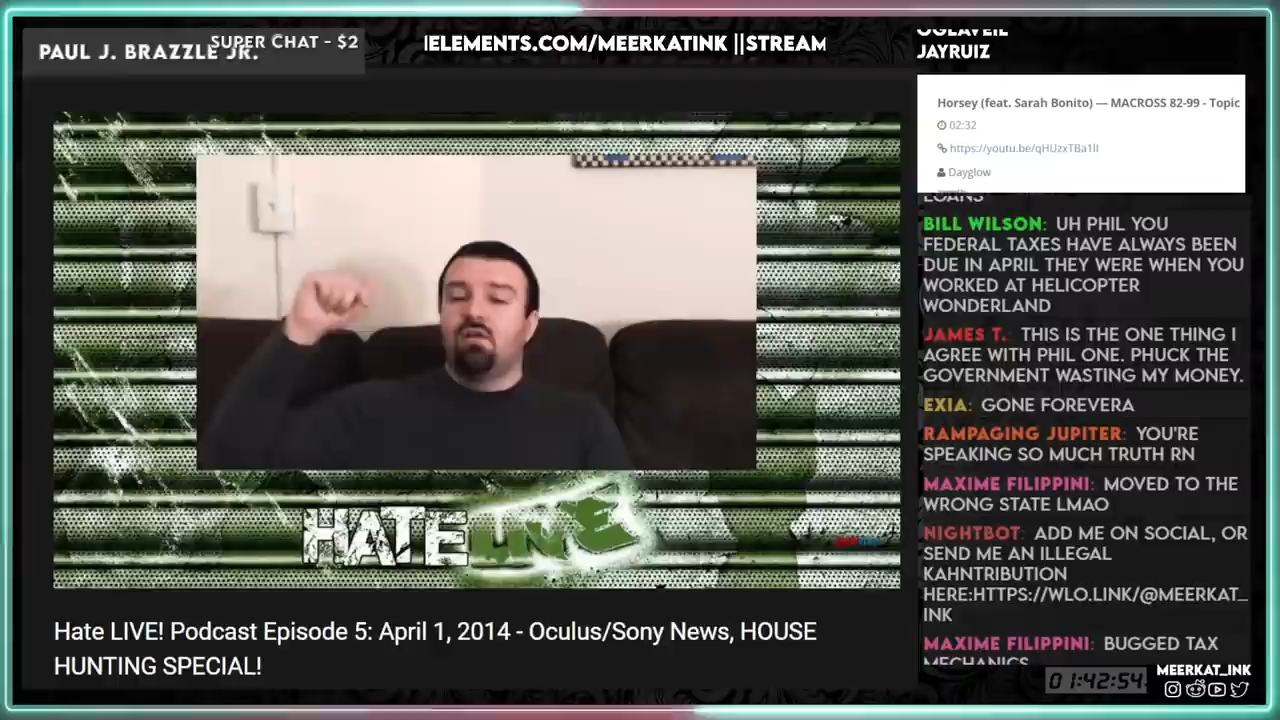 PAUL J. BRAZZLE JR.
SUPER CHAT - $2
ELEMENTS.COM/MEERKATINK ||STREAM
OGLAVEIL
JAYRUIZ
Horsey (feat. Sarah Bonito) — MACROSS 82-99 - Topic
02:32
Dayglow
LOANS
BILL WILSON: UH PHIL YOU
FEDERAL TAXES HAVE ALWAYS BEEN
DUE IN APRIL THEY WERE WHEN YOU
WORKED AT HELICOPTER
WONDERLAND
JAMES T.: THIS IS THE ONE THING I
AGREE WITH PHIL ONE. PHUCK THE
GOVERNMENT WASTING MY MONEY.
EXIA: GONE FOREVERA
RAMPAGING JUPITER: YOU'RE
SPEAKING SO MUCH TRUTH RN
MAXIME FILIPPINI: MOVED TO THE
WRONG STATE LMAO
NIGHTBOT: ADD ME ON SOCIAL, OR
SEND ME AN ILLEGAL
KAHNTRIBUTION
HERE:HTTPS://WLO.LINK/@MEERKAT_
INK
MAXIME FILIPPINI: BUGGED TAX
MECHANICS
HATE LIVE
Hate LIVE! Podcast Episode 5: April 1, 2014 - Oculus/Sony News, HOUSE
HUNTING SPECIAL!
01:42:54
MEERKAT_INK